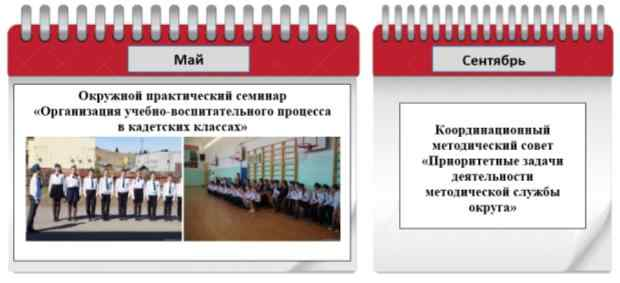 Май
Окружной практический семинар
«Организация учебно-воспитательного процесса
в кадетских классах»
Сентябрь
Координационный
методический совет
«Приоритетные задачи
деятельности
методической службы
округа»